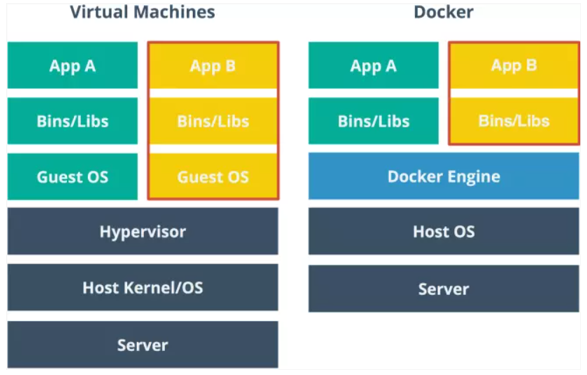 Virtual Machines
Docker
App A
App B
Bins/Libs
Bins/Libs
Guest OS
Guest OS
Hypervisor
Host Kernel/OS
Server
App A
App B
Bins/Libs
Bins/Libs
Docker Engine
Host OS
Server